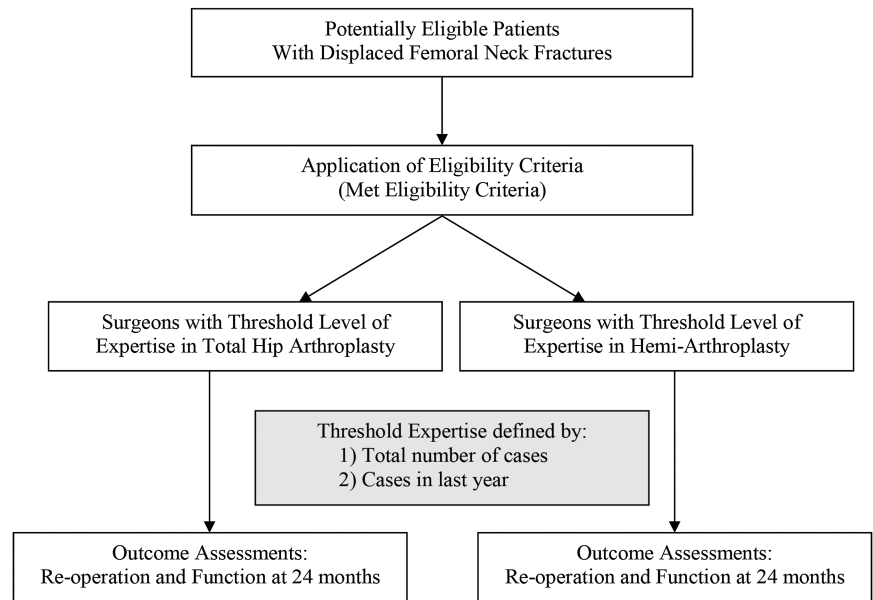 Potentially Eligible Patients
With Displaced Femoral Neck Fractures
Application of Eligibility Criteria
(Met Eligibility Criteria)
Surgeons with Threshold Level of
Expertise in Total Hip Arthroplasty
Surgeons with Threshold Level of
Expertise in Hemi-Arthroplasty
Threshold Expertise defined by:
1) Total number of cases
2) Cases in last year
Outcome Assessments:
Re-operation and Function at 24 months
Outcome Assessments:
Re-operation and Function at 24 months